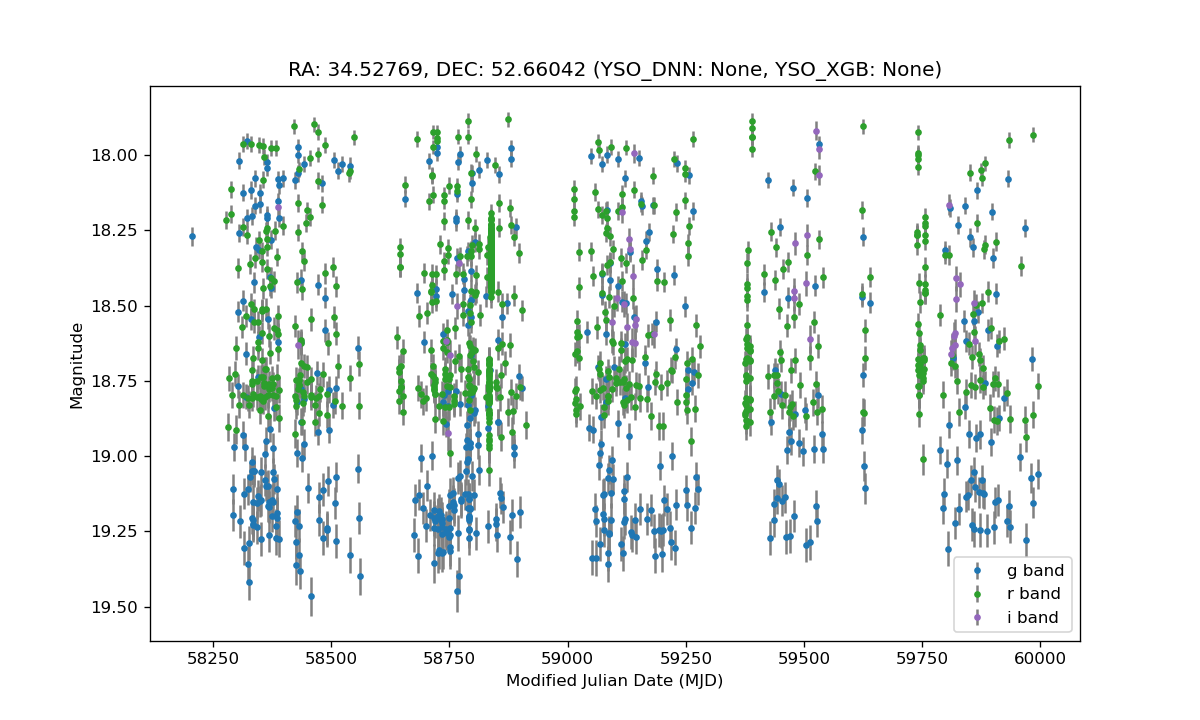 RA: 34.52769, DEC: 52.66042 (YSO_DNN: None, YSO_XGB: None)
Magnitude
18.00
18.25
18.50
18.75
19.00
19.25
19.50
g band
r band
i band
58250 58500 58750 59000 59250 59500 59750 60000
Modified Julian Date (MJD)